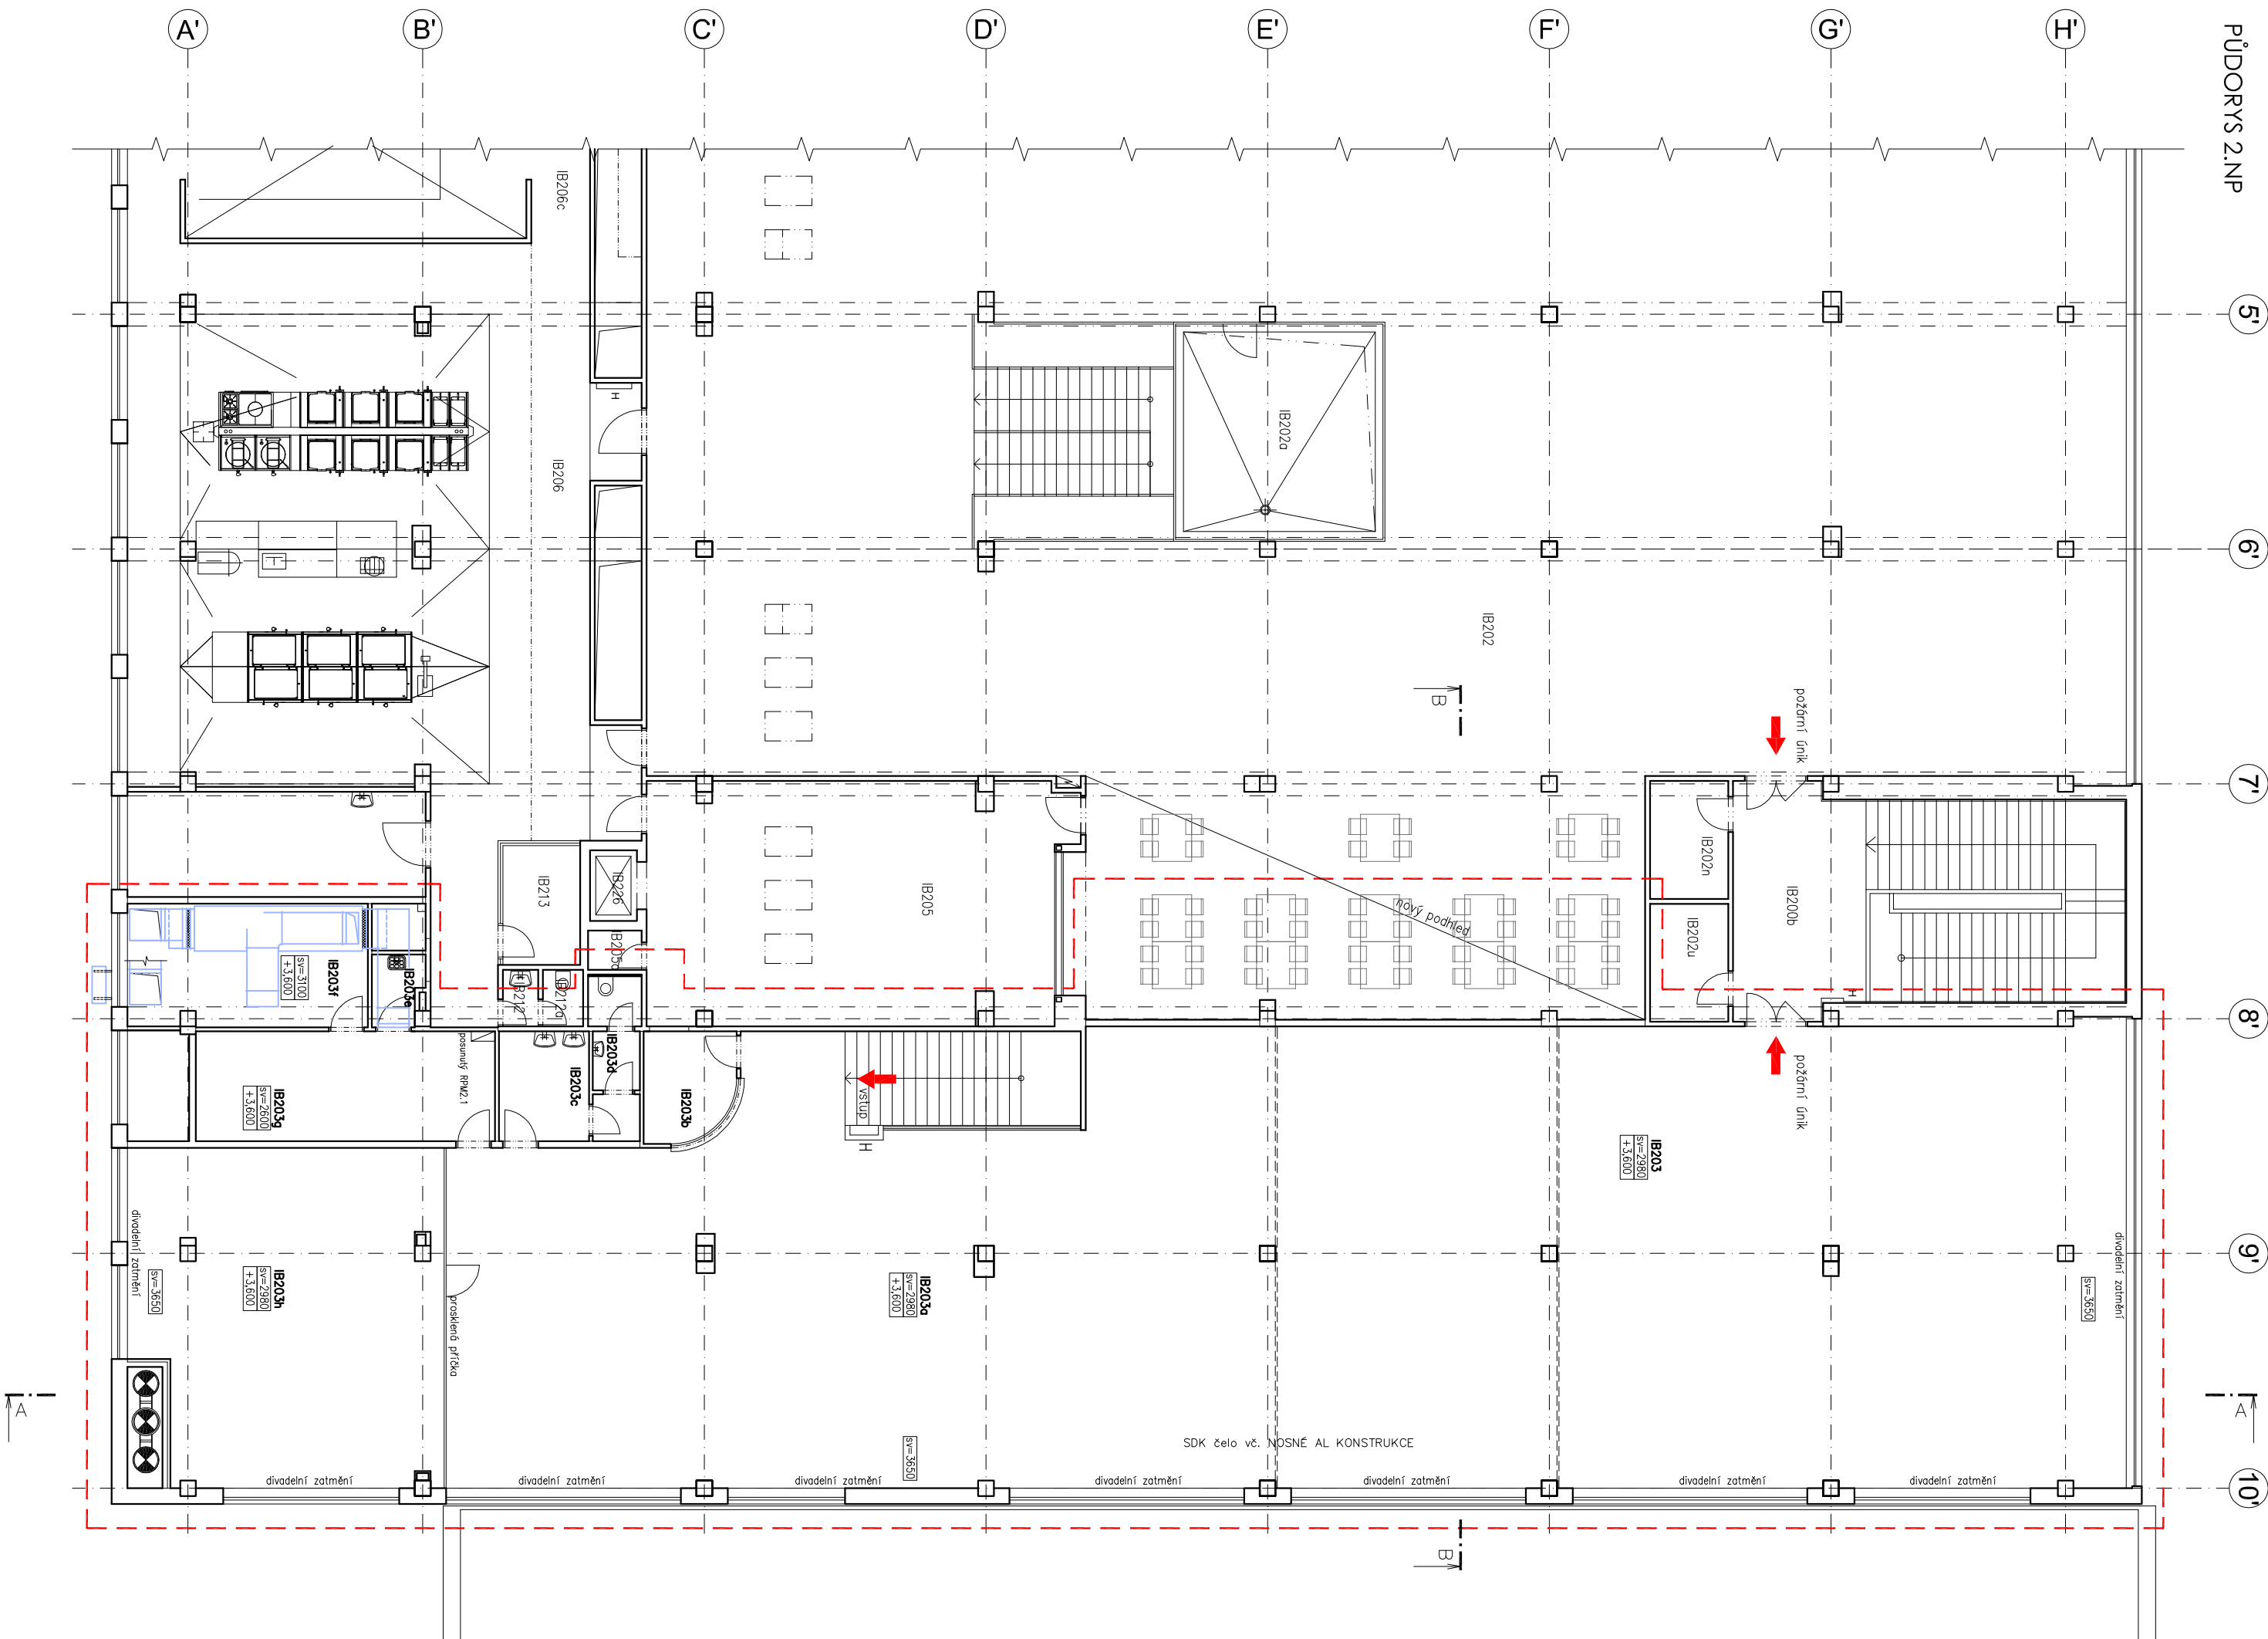 PŮDORYS 2.NP
A'
B'
C'
D'
E'
F'
G'
H'
5'
6'
7'
8'
9'
10'
IB206c
H
IB206
IB202a
IB202
B
požární únik
IB213
IB226
IB205a
IB205
nový podhled
IB202n
IB202u
IB200b
H
IB203f
sv=3100
+3,600
IB203e
IB212
IB212a
posunutý RPM2.1
IB203g
sv=2600
+3,600
IB203c
IB203d
IB203b
vstup
H
požární únik
IB203
sv=2980
+3,600
divadelní zatmění
sv=3650
IB203h
sv=2980
+3,600
prosklená příčka
IB203a
sv=2980
+3,600
divadelní zatmění
sv=3650
A
A
sv=3650
SDK čelo vč. NOSNÉ AL KONSTRUKCE
divadelní zatmění
divadelní zatmění
divadelní zatmění
divadelní zatmění
divadelní zatmění
divadelní zatmění
divadelní zatmění
B